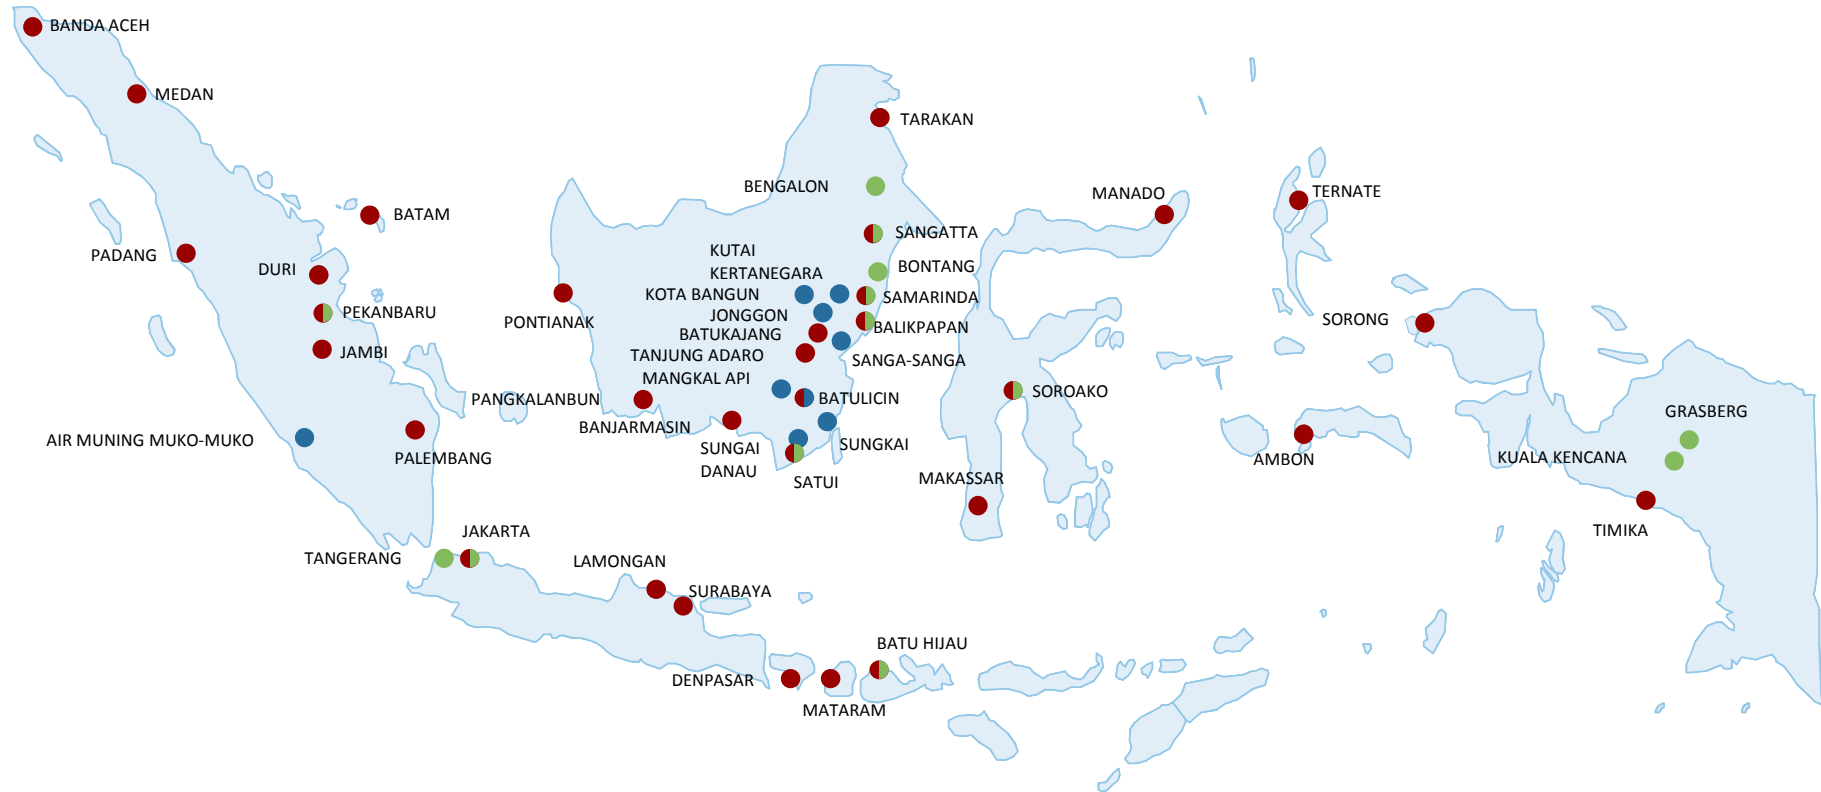 BANDA ACEH
MEDAN
TARAKAN
BENGALON
MANADO
TERNATE
BATAM
SANGATTA
PADANG
KUTAI
KERTANEGARA
DURI
BONTANG
KOTA BANGUN
SAMARINDA
PEKANBARU
JONGGON
PONTIANAK
BALIKPAPAN
SORONG
BATUKAJANG
JAMBI
TANJUNG ADARO
SANGA-SANGA
MANGKAL API
PANGKALANBUN
BATULICIN
SOROAKO
GRASBERG
BANJARMASIN
AIR MUNING MUKO-MUKO
SUNGAI
DANAU
SUNGKAI
PALEMBANG
AMBON
KUALA KENCANA
SATUI
MAKASSAR
JAKARTA
TIMIKA
TANGERANG
LAMONGAN
SURABAYA
BATU HIJAU
DENPASAR
MATARAM